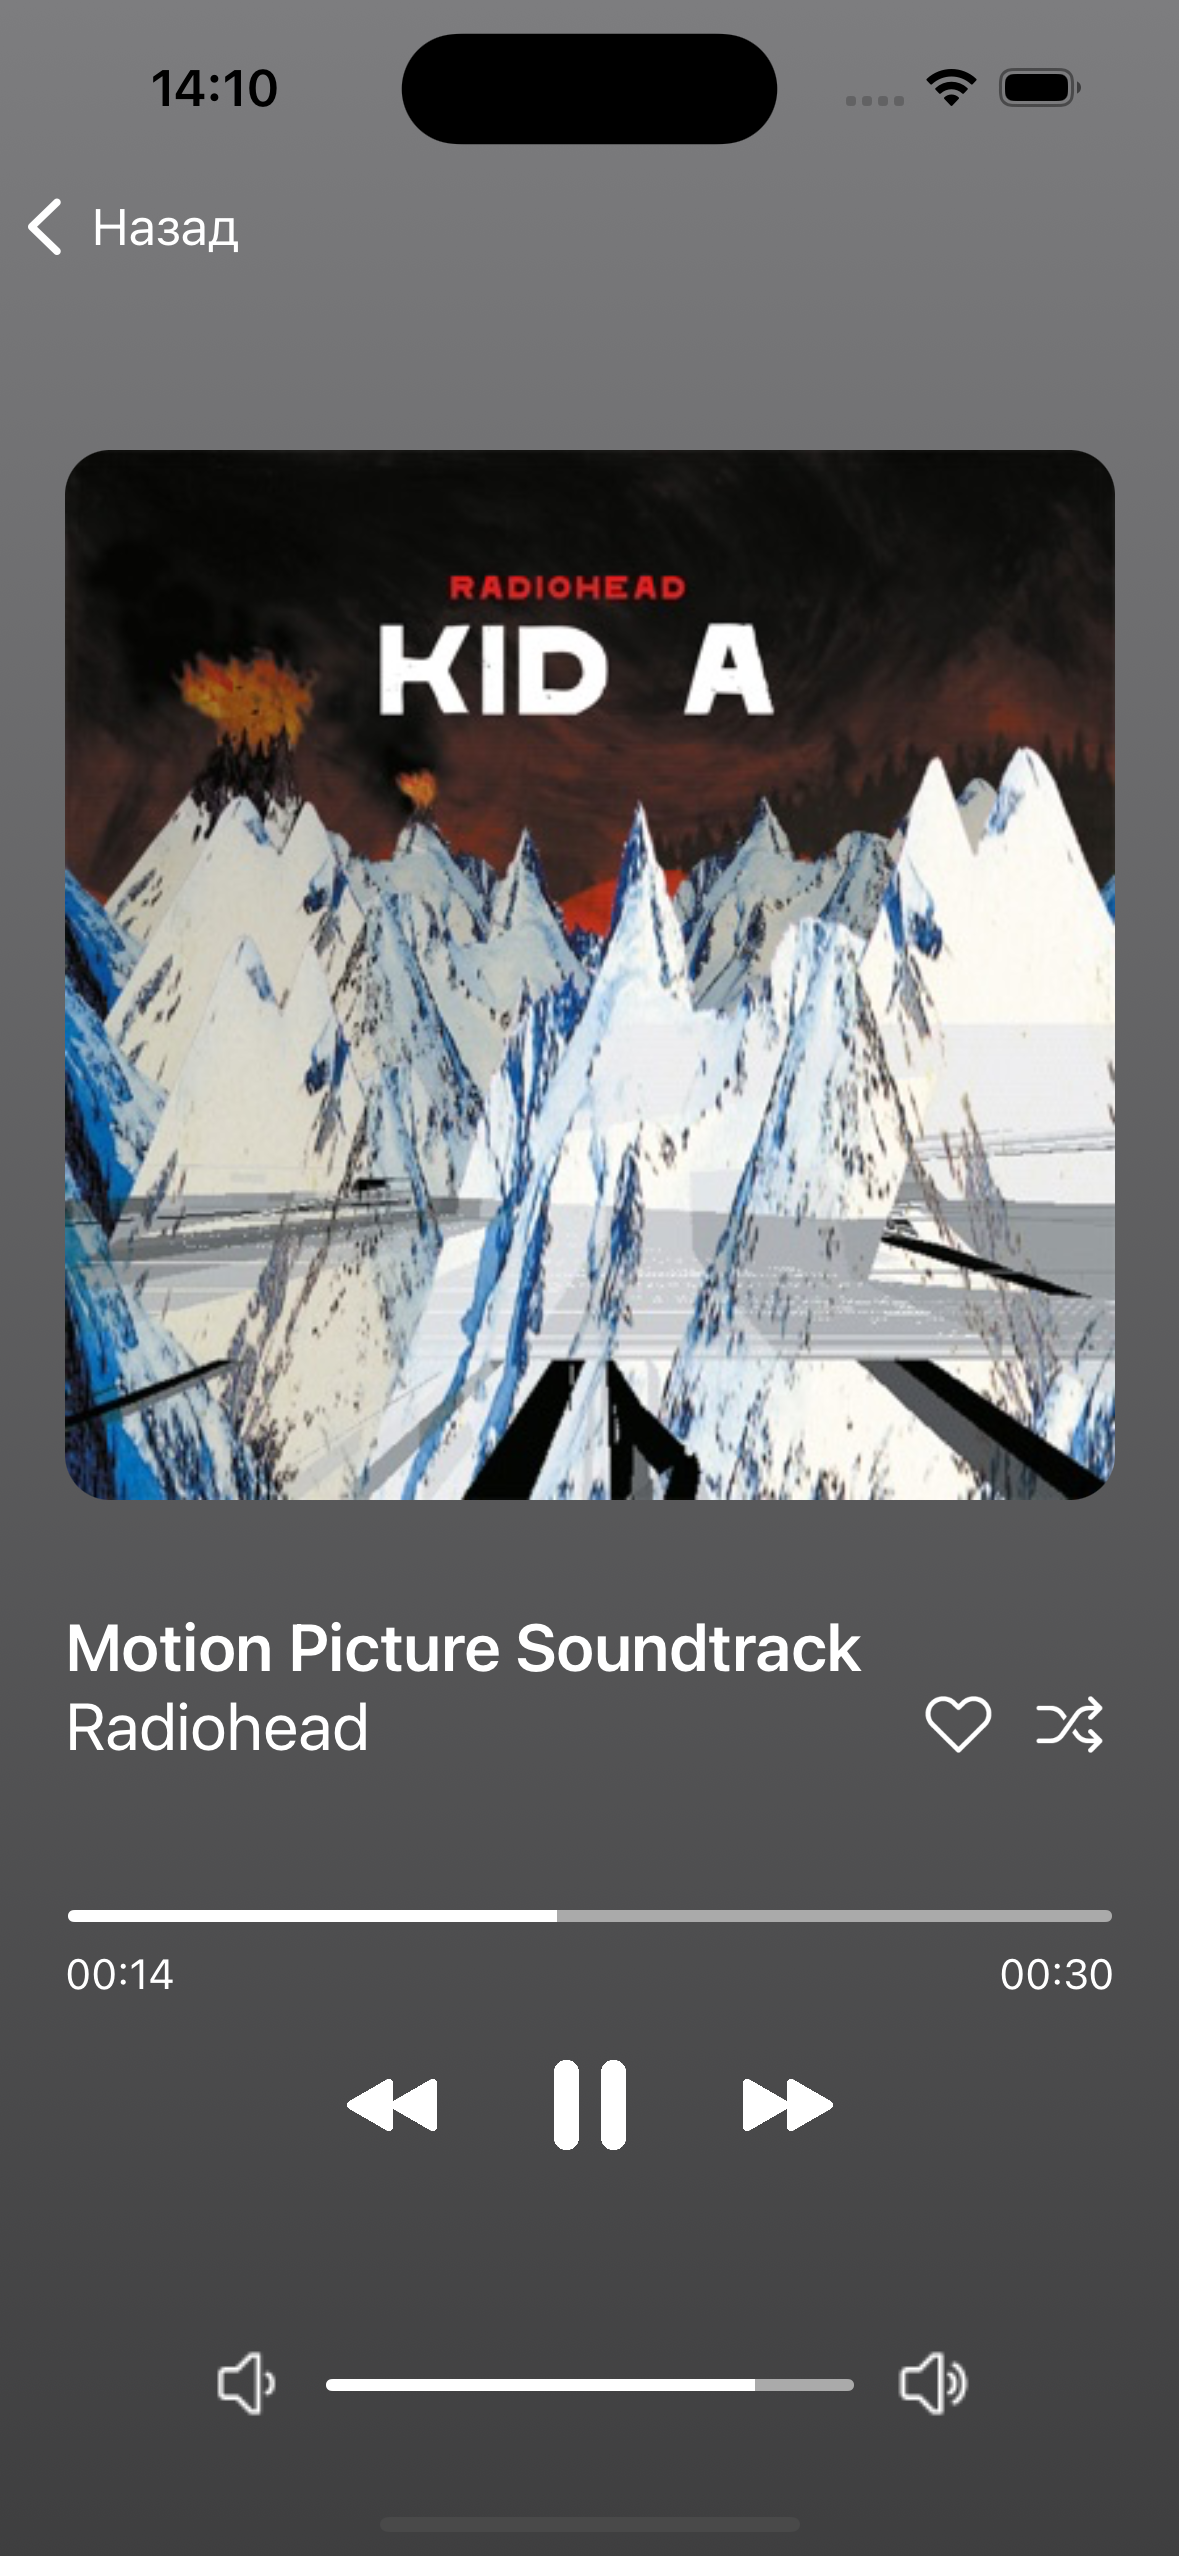 14:10
Назад
RADIOHEAD
KID A
Motion Picture Soundtrack
Radiohead
00:14
00:30